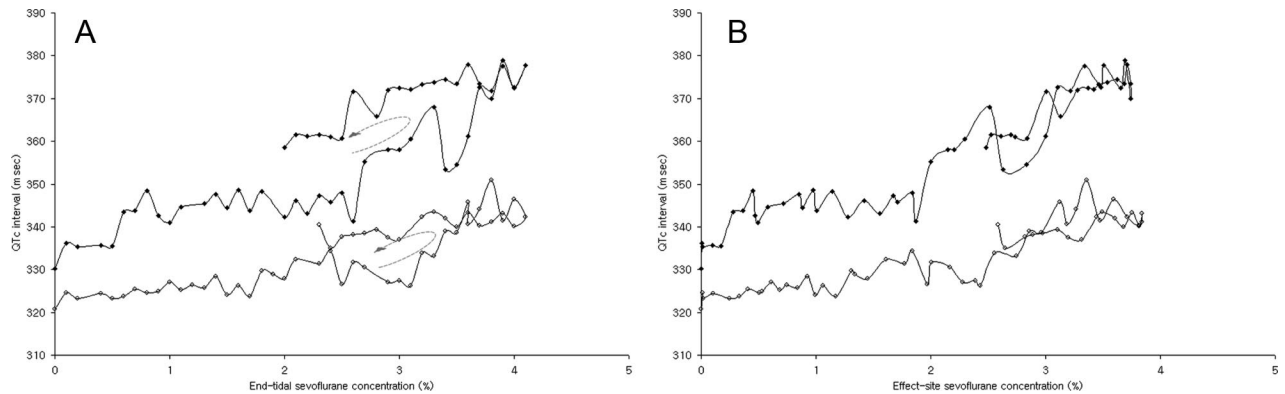 A
390
380
370
360
350
340
330
320
310
QTc interval (msec)
0 1 2 3 4 5
End-tidal sevoflurane concentration (%)
B
390
380
370
360
350
340
330
320
310
QTc interval (msec)
0 1 2 3 4 5
Effect-site sevoflurane concentration (%)